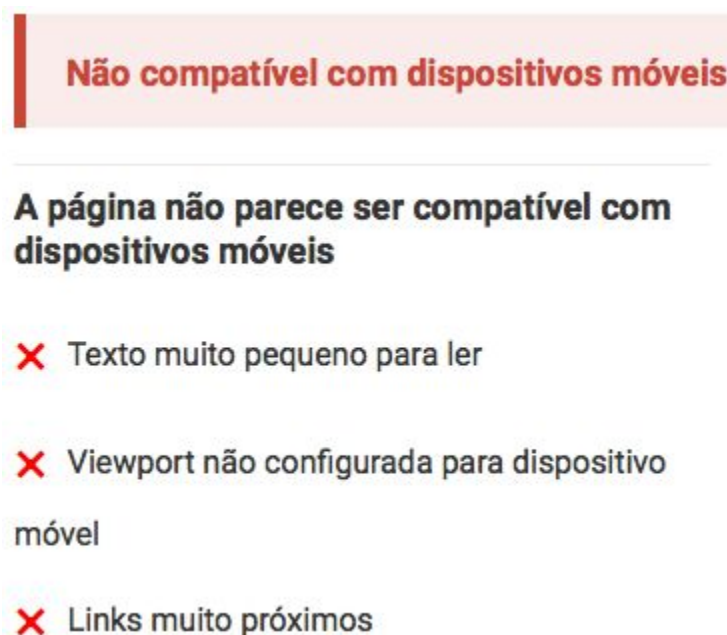 Não compatível com dispositivos móveis
A página não parece ser compatível com
dispositivos móveis
Texto muito pequeno para ler
Viewport não configurada para dispositivo
móvel
Links muito próximos